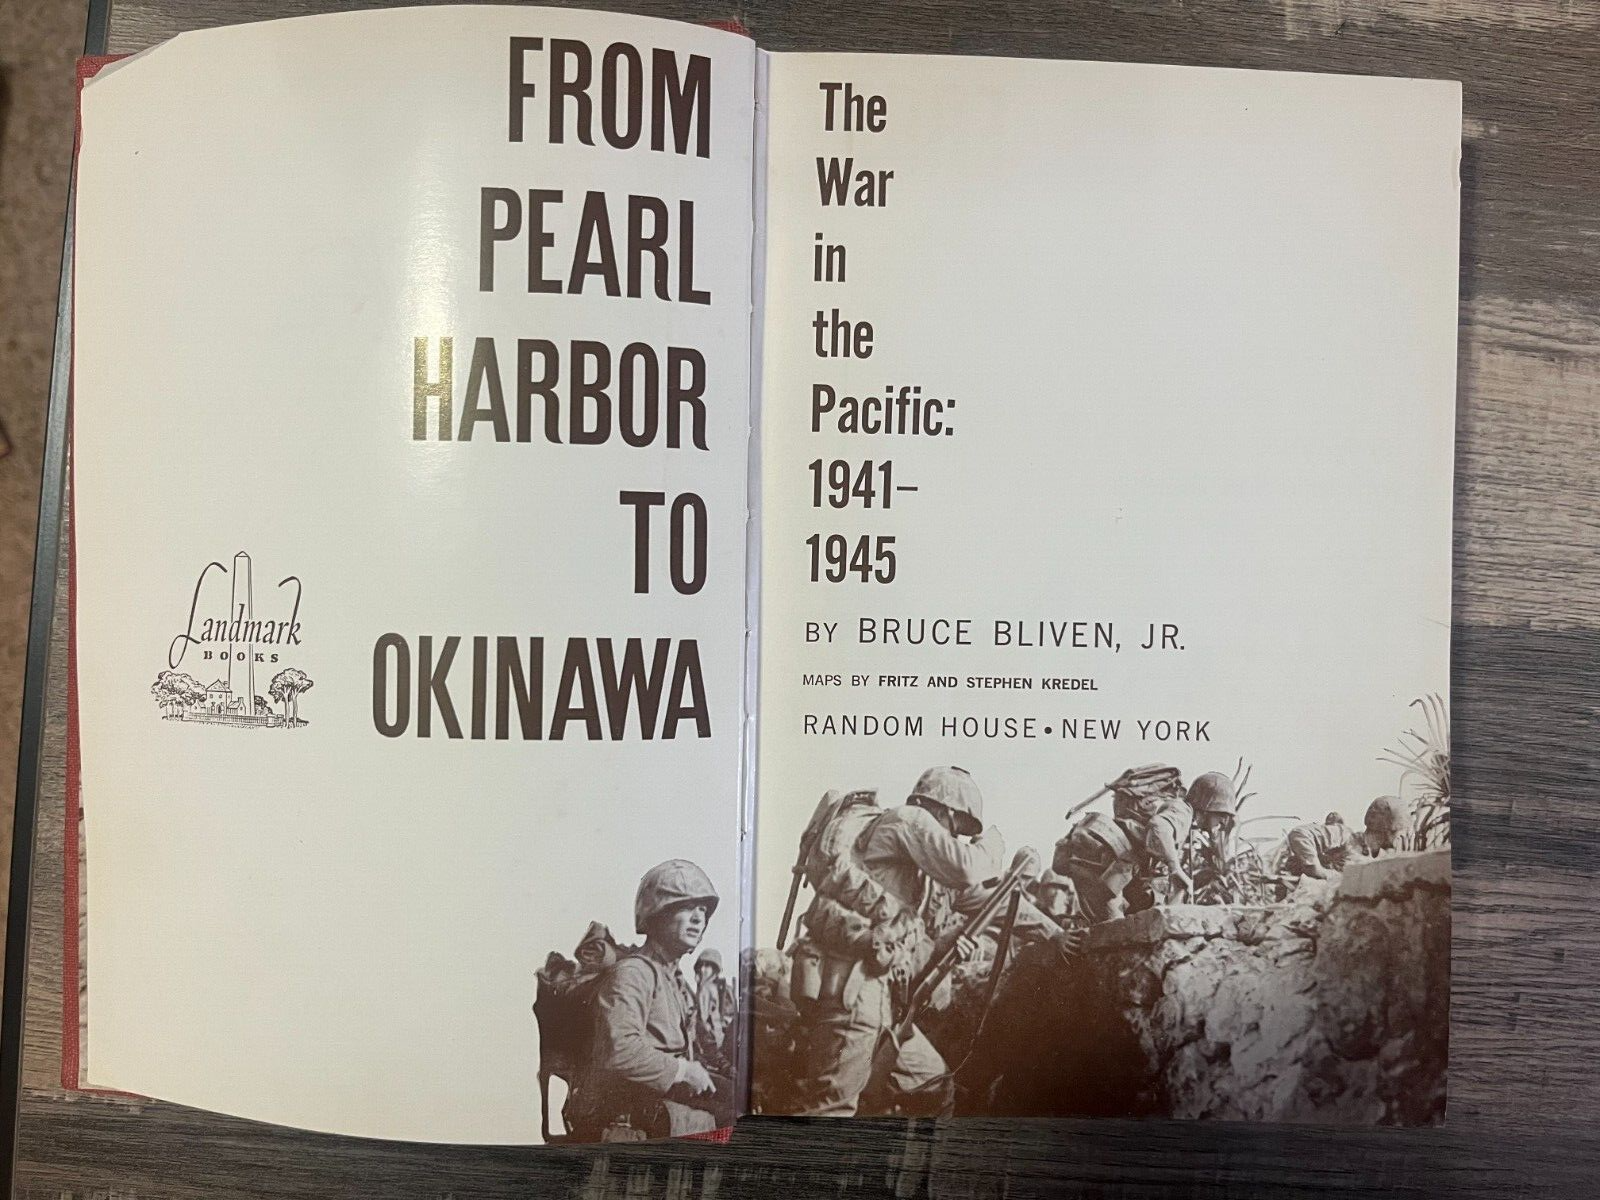 FROM
PEARL
HARBOR
TO
OKINAWA
Landmark
BOOKS
The
War
in
the
Pacific:
1941–
1945
BY BRUCE BLIVEN, JR.
MAPS BY FRITZ AND STEPHEN KREDEL
RANDOM HOUSE • NEW YORK